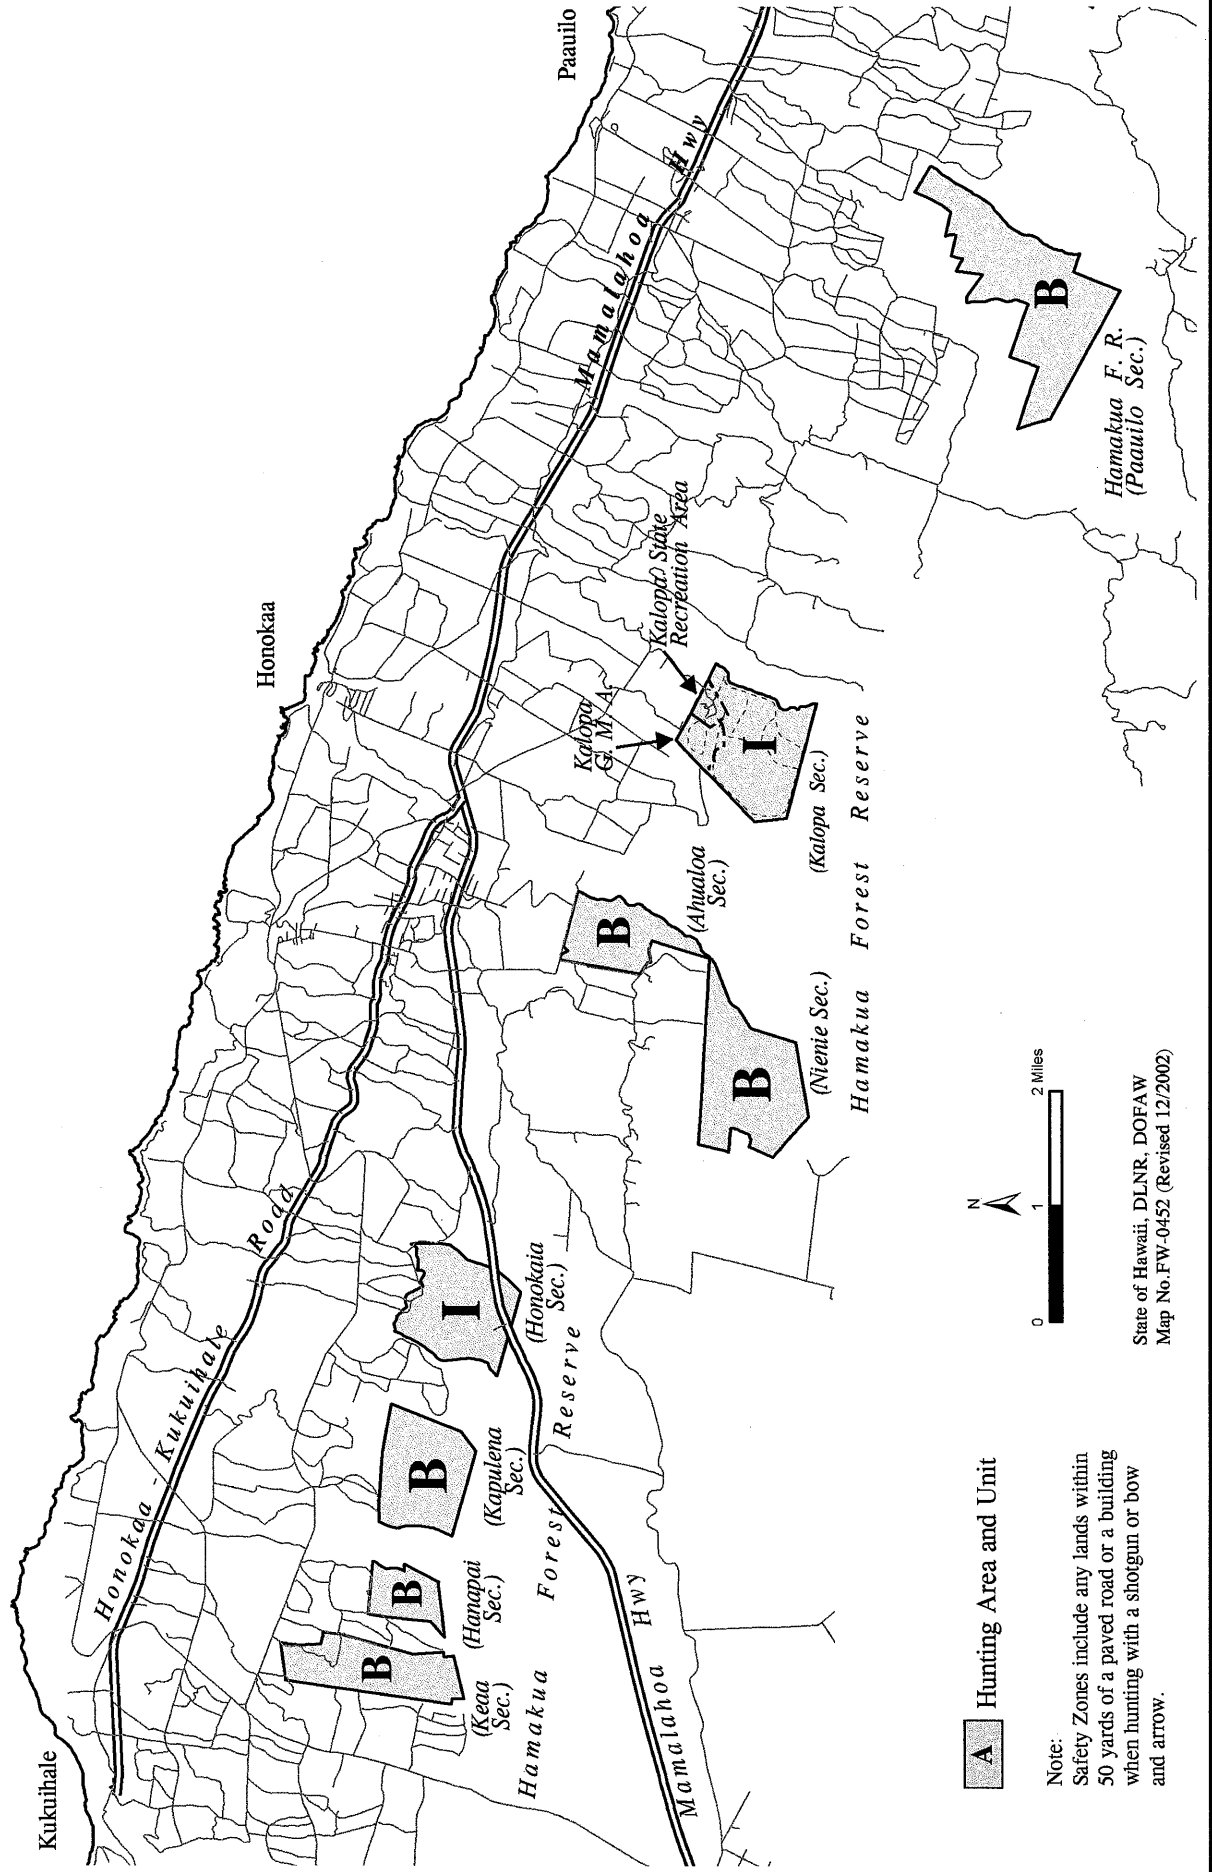 Kukuihale
Honokaa
Paauilo
Honokaa - Kukuihale Road
Mamalahoa Hwy
Mamalahoa Hwy
B
(Keaa
Sec.)
B
(Hanapai
Sec.)
B
(Kapulena
Sec.)
I
(Honokaia
Sec.)
Hamakua Forest Reserve
B
(Nienie Sec.)
B
(Ahualoa
Sec.)
Kalopa
G. M. A.
Kalopa State
Recreation Area
I
(Kalopa Sec.)
Hamakua Forest Reserve
B
Hamakua F. R.
(Paauilo Sec.)
A Hunting Area and Unit
Note:
Safety Zones include any lands within
50 yards of a paved road or a building
when hunting with a shotgun or bow
and arrow.
N
0 1 2 Miles
State of Hawaii, DLNR, DOFAW
Map No.FW-0452 (Revised 12/2002)